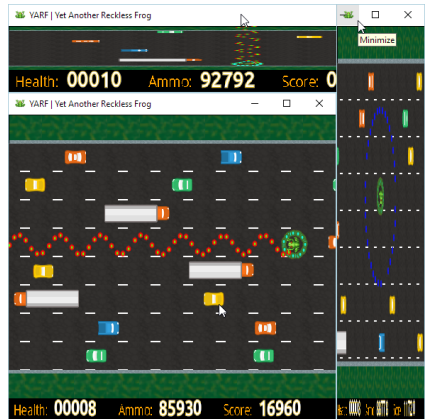 YARF | Yet Another Reckless Frog
Health: 00010 Ammo: 92792 Score: 0
Minimize
YARF | Yet Another Reckless Frog
Health: 00008 Ammo: 85930 Score: 16960